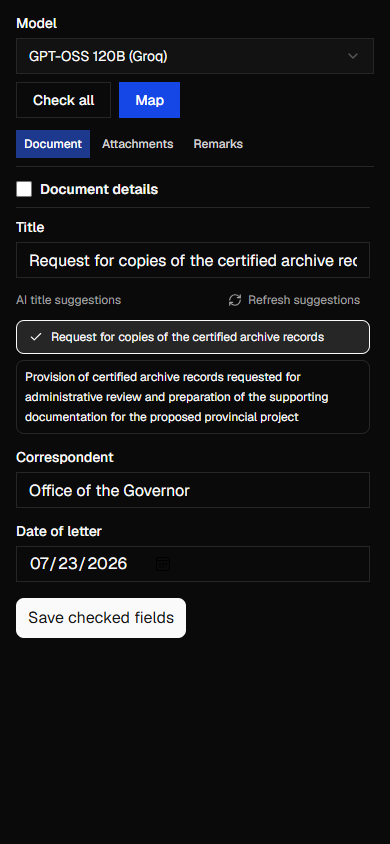 Model
GPT-OSS 120B (Groq)
Check all
Map
Document
Attachments
Remarks
Document details
Title
Request for copies of the certified archive rec
AI title suggestions
Refresh suggestions
Request for copies of the certified archive records
Provision of certified archive records requested for
administrative review and preparation of the supporting
documentation for the proposed provincial project
Correspondent
Office of the Governor
Date of letter
07/23/2026
Save checked fields